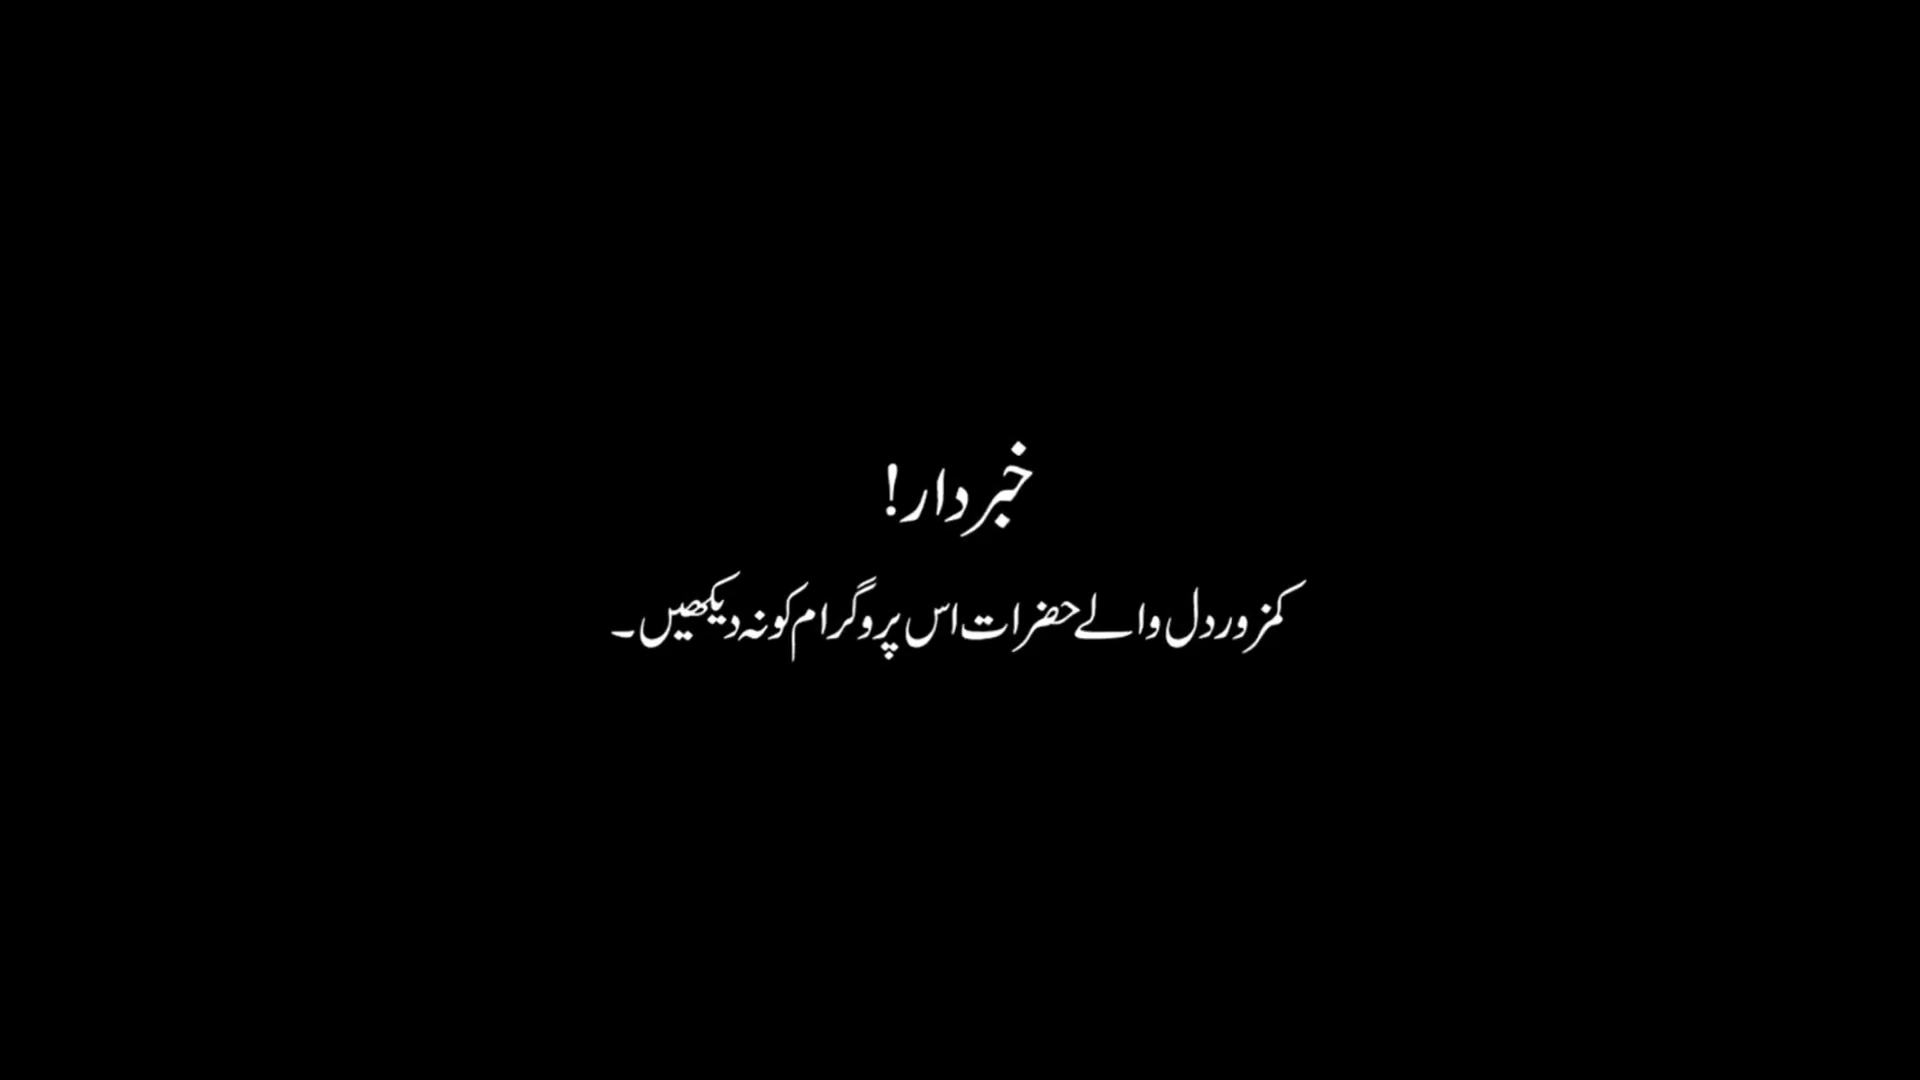 خبردار!
کمزور دل والے حضرات اس پروگرام کو نہ دیکھیں۔